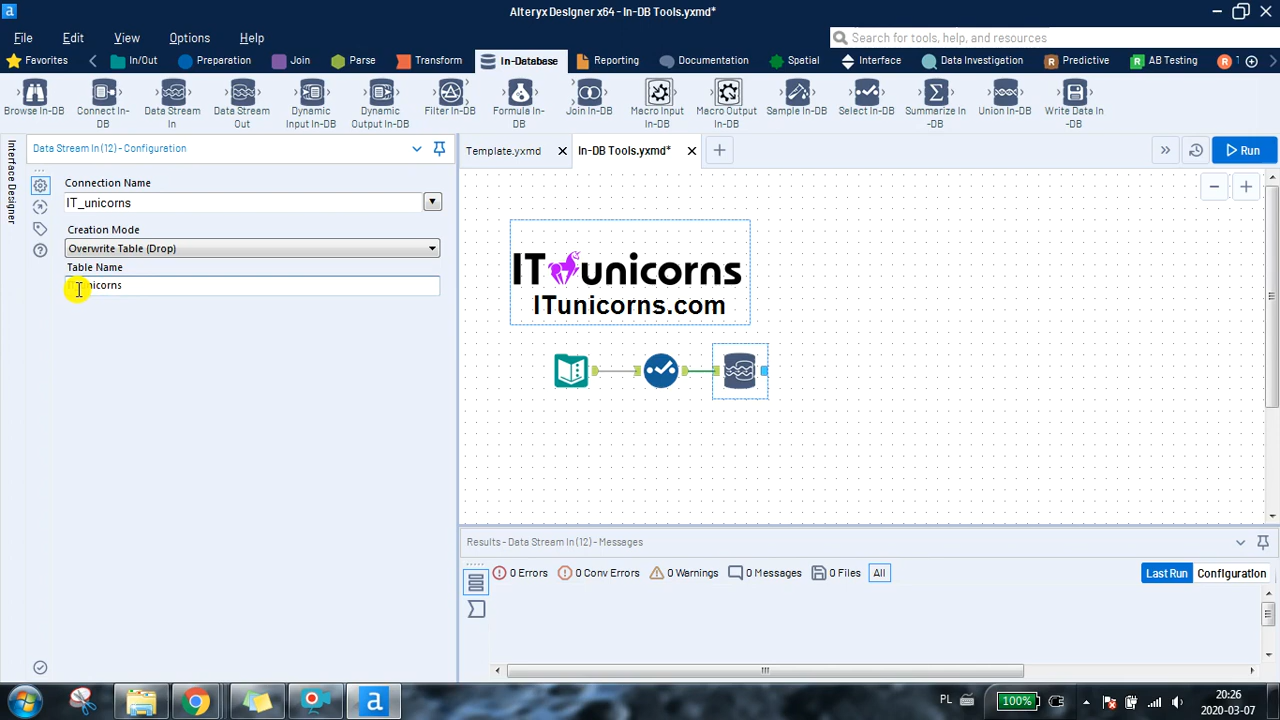 Alteryx Designer x64 - In-DB Tools.yxmd*
File Edit View Options Help
Search for tools, help, and resources
Favorites In/Out Preparation Join Parse Transform In-Database Reporting Documentation Spatial Interface Data Investigation Predictive AB Testing
Browse In-DB Connect In-DB Data Stream In Data Stream Out Dynamic Input In-DB Dynamic Output In-DB Filter In-DB Formula In-DB Join In-DB Macro Input In-DB Macro Output In-DB Sample In-DB Select In-DB Summarize In-DB Union In-DB Write Data In-DB
Interface Designer
Data Stream In (12) - Configuration
Template.yxmd In-DB Tools.yxmd* Run
Connection Name
IT_unicorns
Creation Mode
Overwrite Table (Drop)
Table Name
IT unicorns
ITunicorns.com
Results - Data Stream In (12) - Messages
0 Errors 0 Conv Errors 0 Warnings 0 Messages 0 Files All Last Run Configuration
PL 100% 20:26
2020-03-07